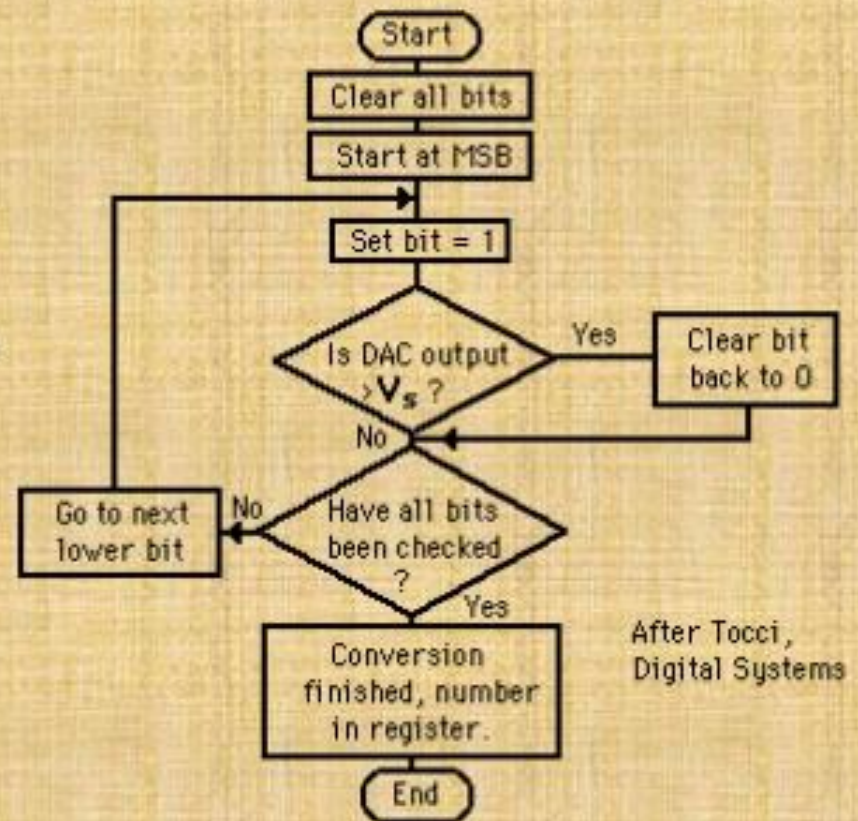 Start
Clear all bits
Start at MSB
Set bit = 1
Is DAC output
>Vs ?
Yes
Clear bit
back to 0
No
Have all bits
been checked
?
No
Go to next
lower bit
Yes
Conversion
finished, number
in register.
End
After Tocci,
Digital Systems